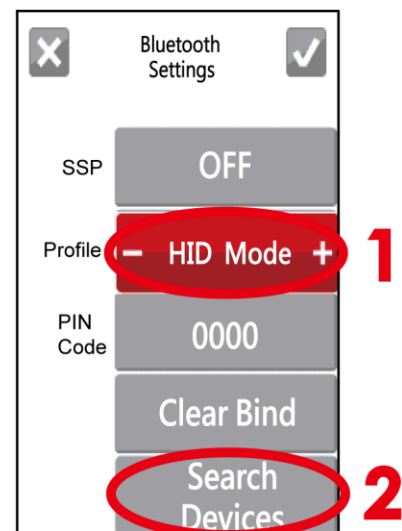 Bluetooth
Settings
SSP OFF
Profile - HID Mode + 1
PIN
Code 0000
Clear Bind
Search
Devices 2